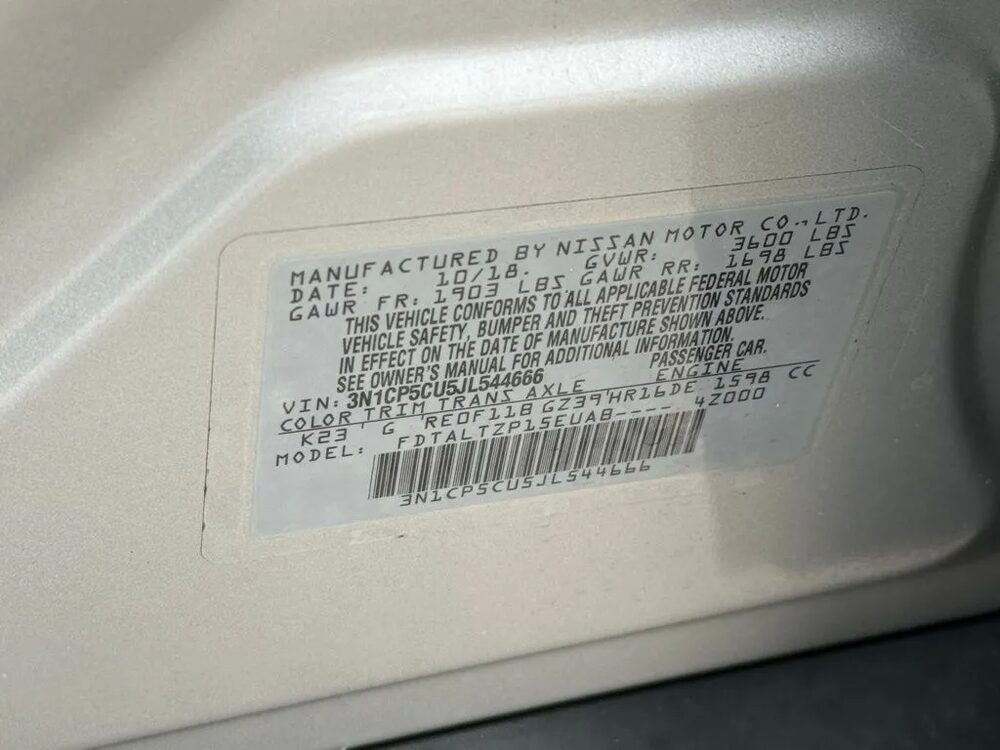 MANUFACTURED BY NISSAN MOTOR CO.,LTD.
DATE: 10/18. GVWR: 3600 LBS
GAWR FR: 1903 LBS GAWR RR: 1698 LBS
THIS VEHICLE CONFORMS TO ALL APPLICABLE FEDERAL MOTOR
VEHICLE SAFETY, BUMPER AND THEFT PREVENTION STANDARDS
IN EFFECT ON THE DATE OF MANUFACTURE SHOWN ABOVE.
SEE OWNER'S MANUAL FOR ADDITIONAL INFORMATION.
VIN: 3N1CP5CU5JL544666 PASSENGER CAR.
COLOR TRIM TRANS AXLE ENGINE
K23 G RE0F11B GZ39 HR16DE 1598 CC
MODEL: FDTALTZP15EUAB---- 4Z000
3N1CP5CU5JL544666